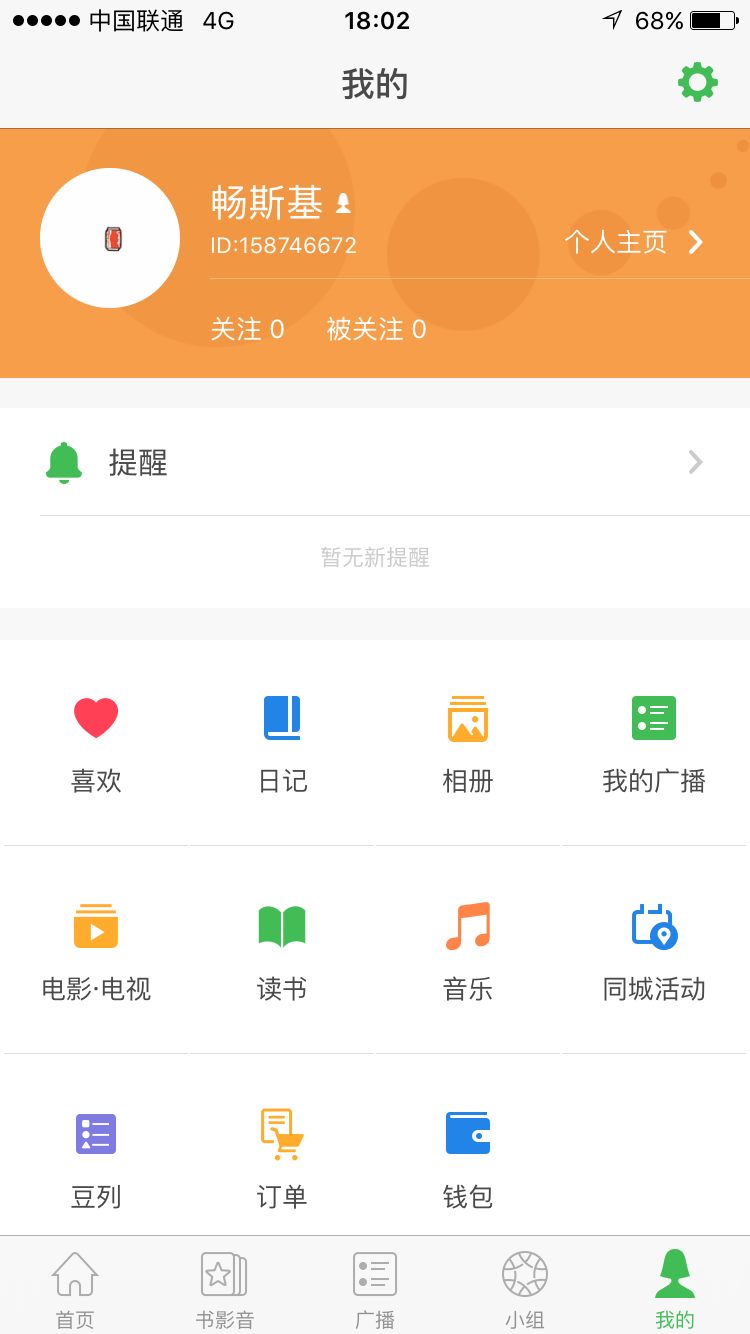 中国联通 4G 18:02 68%
我的
畅斯基
ID:158746672
个人主页
关注 0 被关注 0
提醒
暂无新提醒
喜欢 日记 相册 我的广播
电影·电视 读书 音乐 同城活动
豆列 订单 钱包
首页 书影音 广播 小组 我的